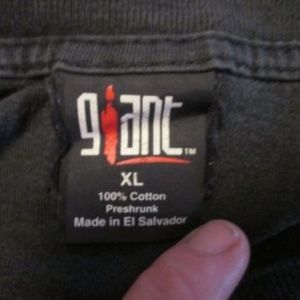 giant™
XL
100% Cotton
Preshrunk
Made in El Salvador